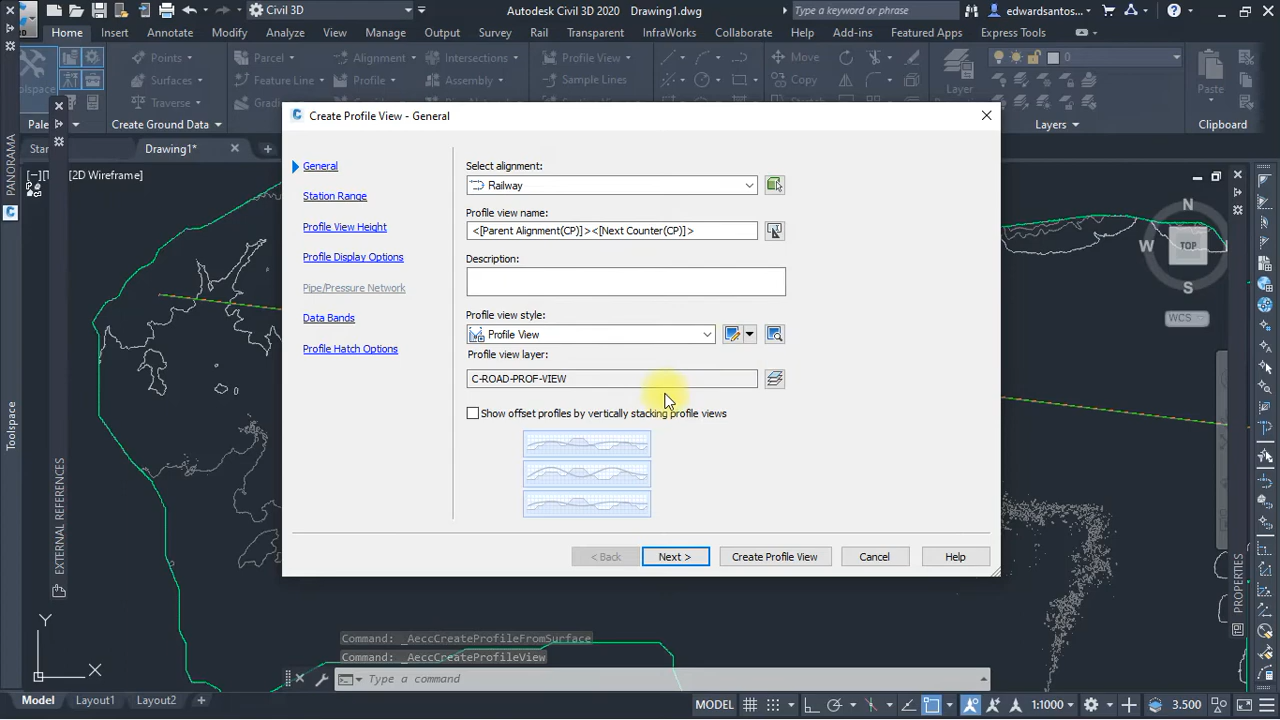 Civil 3D
Autodesk Civil 3D 2020 Drawing1.dwg
Type a keyword or phrase
edwardsantos...
Home Insert Annotate Modify Analyze View Manage Output Survey Rail Transparent InfraWorks Collaborate Help Add-ins Featured Apps Express Tools
Points Parcel Alignment Intersections Profile View Move
Surfaces Feature Line Profile Assembly Sample Lines Copy
Traverse
Layer
Paste
Create Ground Data Layers Clipboard
Drawing1*
[2D Wireframe]
PANORAMA
Toolspace
EXTERNAL REFERENCES
PROPERTIES
Create Profile View - General
General
Station Range
Profile View Height
Profile Display Options
Pipe/Pressure Network
Data Bands
Profile Hatch Options
Select alignment:
Railway
Profile view name:
<[Parent Alignment(CP)]><[Next Counter(CP)]>
Description:
Profile view style:
Profile View
Profile view layer:
C-ROAD-PROF-VIEW
Show offset profiles by vertically stacking profile views
< Back Next > Create Profile View Cancel Help
N
W TOP
S
WCS
Y
X
Command: _AeccCreateProfileFromSurface
Command: _AeccCreateProfileView
Type a command
Model Layout1 Layout2 +
MODEL 1:1000 3.500